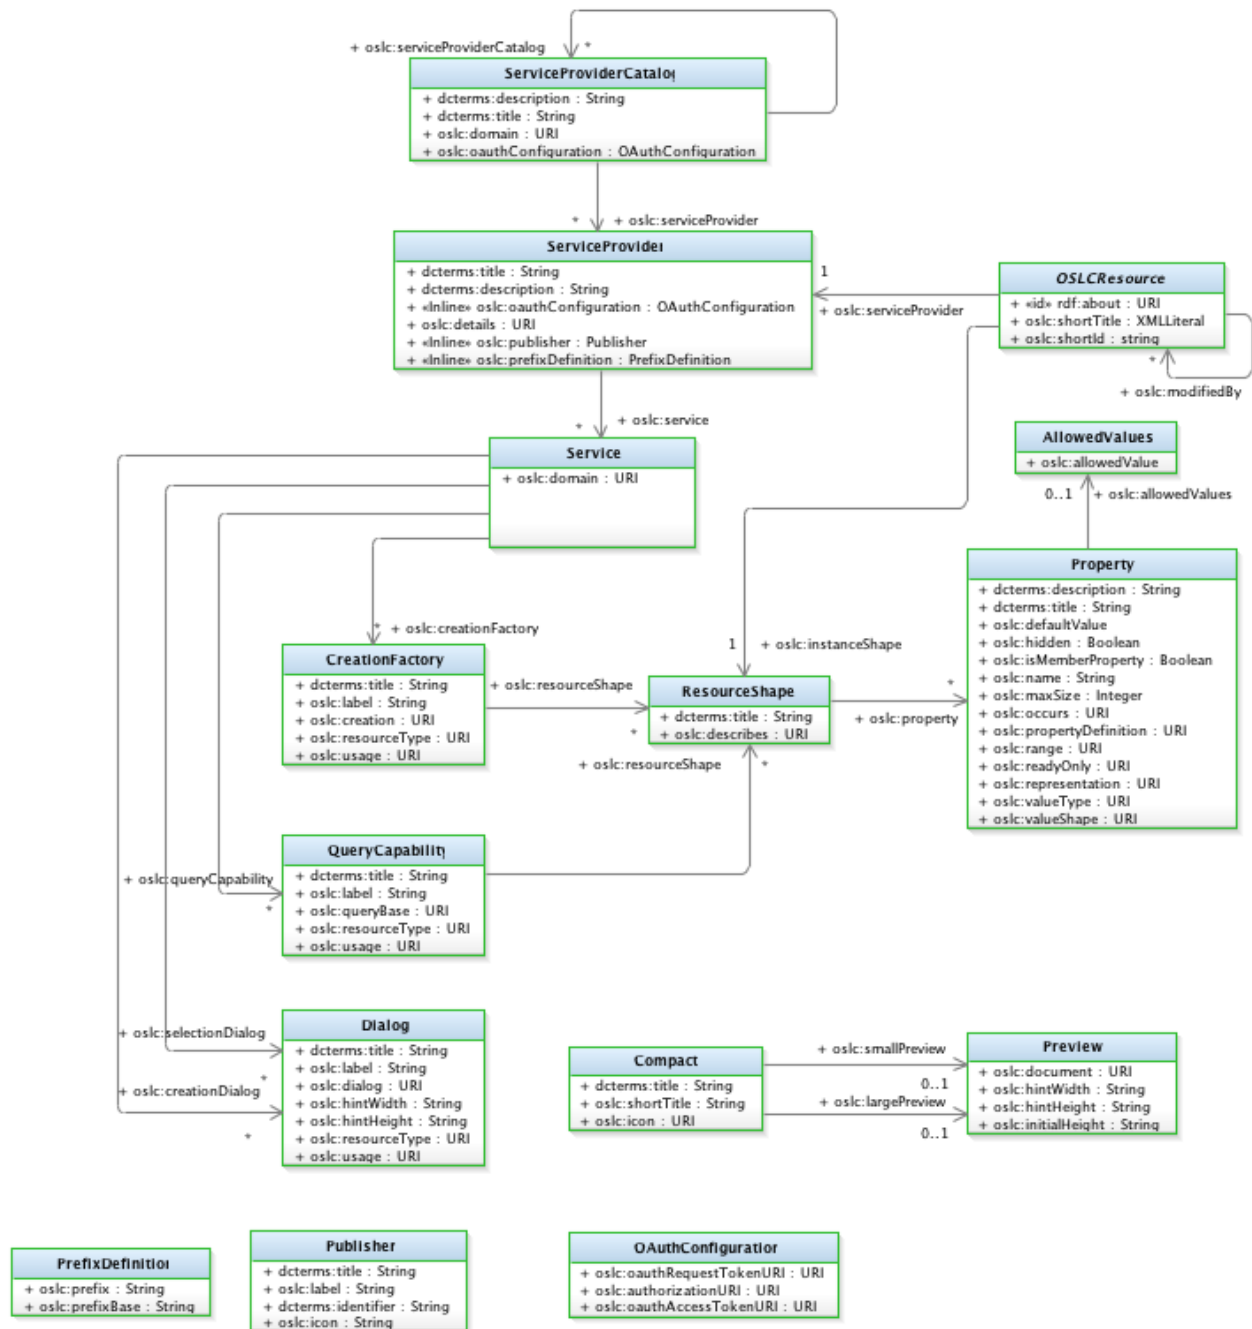 + oslc:serviceProviderCatalog *
ServiceProviderCatalog
+ dcterms:description : String
+ dcterms:title : String
+ oslc:domain : URI
+ oslc:oauthConfiguration : OAuthConfiguration
* + oslc:serviceProvider
ServiceProvider
+ dcterms:title : String
+ dcterms:description : String
+ «Inline» oslc:oauthConfiguration : OAuthConfiguration
+ oslc:details : URI
+ «Inline» oslc:publisher : Publisher
+ «Inline» oslc:prefixDefinition : PrefixDefinition
1
+ oslc:serviceProvider
OSLCResource
+ «id» rdf:about : URI
+ oslc:shortTitle : XMLLiteral
+ oslc:shortId : string
*
+ oslc:modifiedBy
* + oslc:service
Service
+ oslc:domain : URI
AllowedValues
+ oslc:allowedValue
0..1 + oslc:allowedValues
Property
+ dcterms:description : String
+ dcterms:title : String
+ oslc:defaultValue
+ oslc:hidden : Boolean
+ oslc:isMemberProperty : Boolean
+ oslc:name : String
+ oslc:maxSize : Integer
+ oslc:occurs : URI
+ oslc:propertyDefinition : URI
+ oslc:range : URI
+ oslc:readyOnly : URI
+ oslc:representation : URI
+ oslc:valueType : URI
+ oslc:valueShape : URI
* + oslc:creationFactory
CreationFactory
+ dcterms:title : String
+ oslc:label : String
+ oslc:creation : URI
+ oslc:resourceType : URI
+ oslc:usage : URI
+ oslc:resourceShape
*
1 + oslc:instanceShape
ResourceShape
+ dcterms:title : String
+ oslc:describes : URI
*
+ oslc:property
+ oslc:resourceShape *
QueryCapability
+ dcterms:title : String
+ oslc:label : String
+ oslc:queryBase : URI
+ oslc:resourceType : URI
+ oslc:usage : URI
+ oslc:queryCapability
*
Dialog
+ dcterms:title : String
+ oslc:label : String
+ oslc:dialog : URI
+ oslc:hintWidth : String
+ oslc:hintHeight : String
+ oslc:resourceType : URI
+ oslc:usage : URI
+ oslc:selectionDialog
*
+ oslc:creationDialog
*
Compact
+ dcterms:title : String
+ oslc:shortTitle : String
+ oslc:icon : URI
+ oslc:smallPreview
0..1
+ oslc:largePreview
0..1
Preview
+ oslc:document : URI
+ oslc:hintWidth : String
+ oslc:hintHeight : String
+ oslc:initialHeight : String
PrefixDefinition
+ oslc:prefix : String
+ oslc:prefixBase : String
Publisher
+ dcterms:title : String
+ oslc:label : String
+ dcterms:identifier : String
+ oslc:icon : String
OAuthConfiguration
+ oslc:oauthRequestTokenURI : URI
+ oslc:authorizationURI : URI
+ oslc:oauthAccessTokenURI : URI